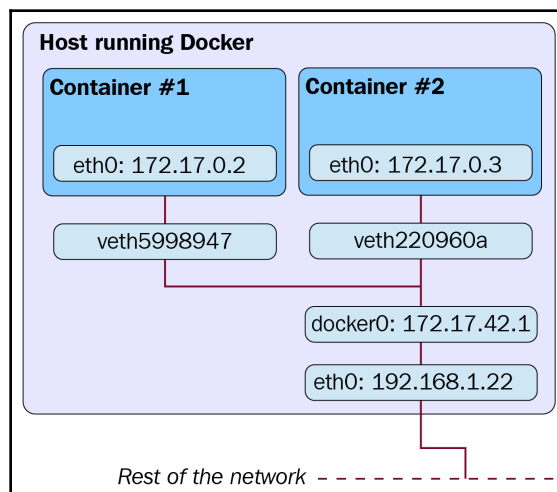 Host running Docker
Container #1
Container #2
eth0: 172.17.0.2
eth0: 172.17.0.3
veth5998947
veth220960a
docker0: 172.17.42.1
eth0: 192.168.1.22
Rest of the network